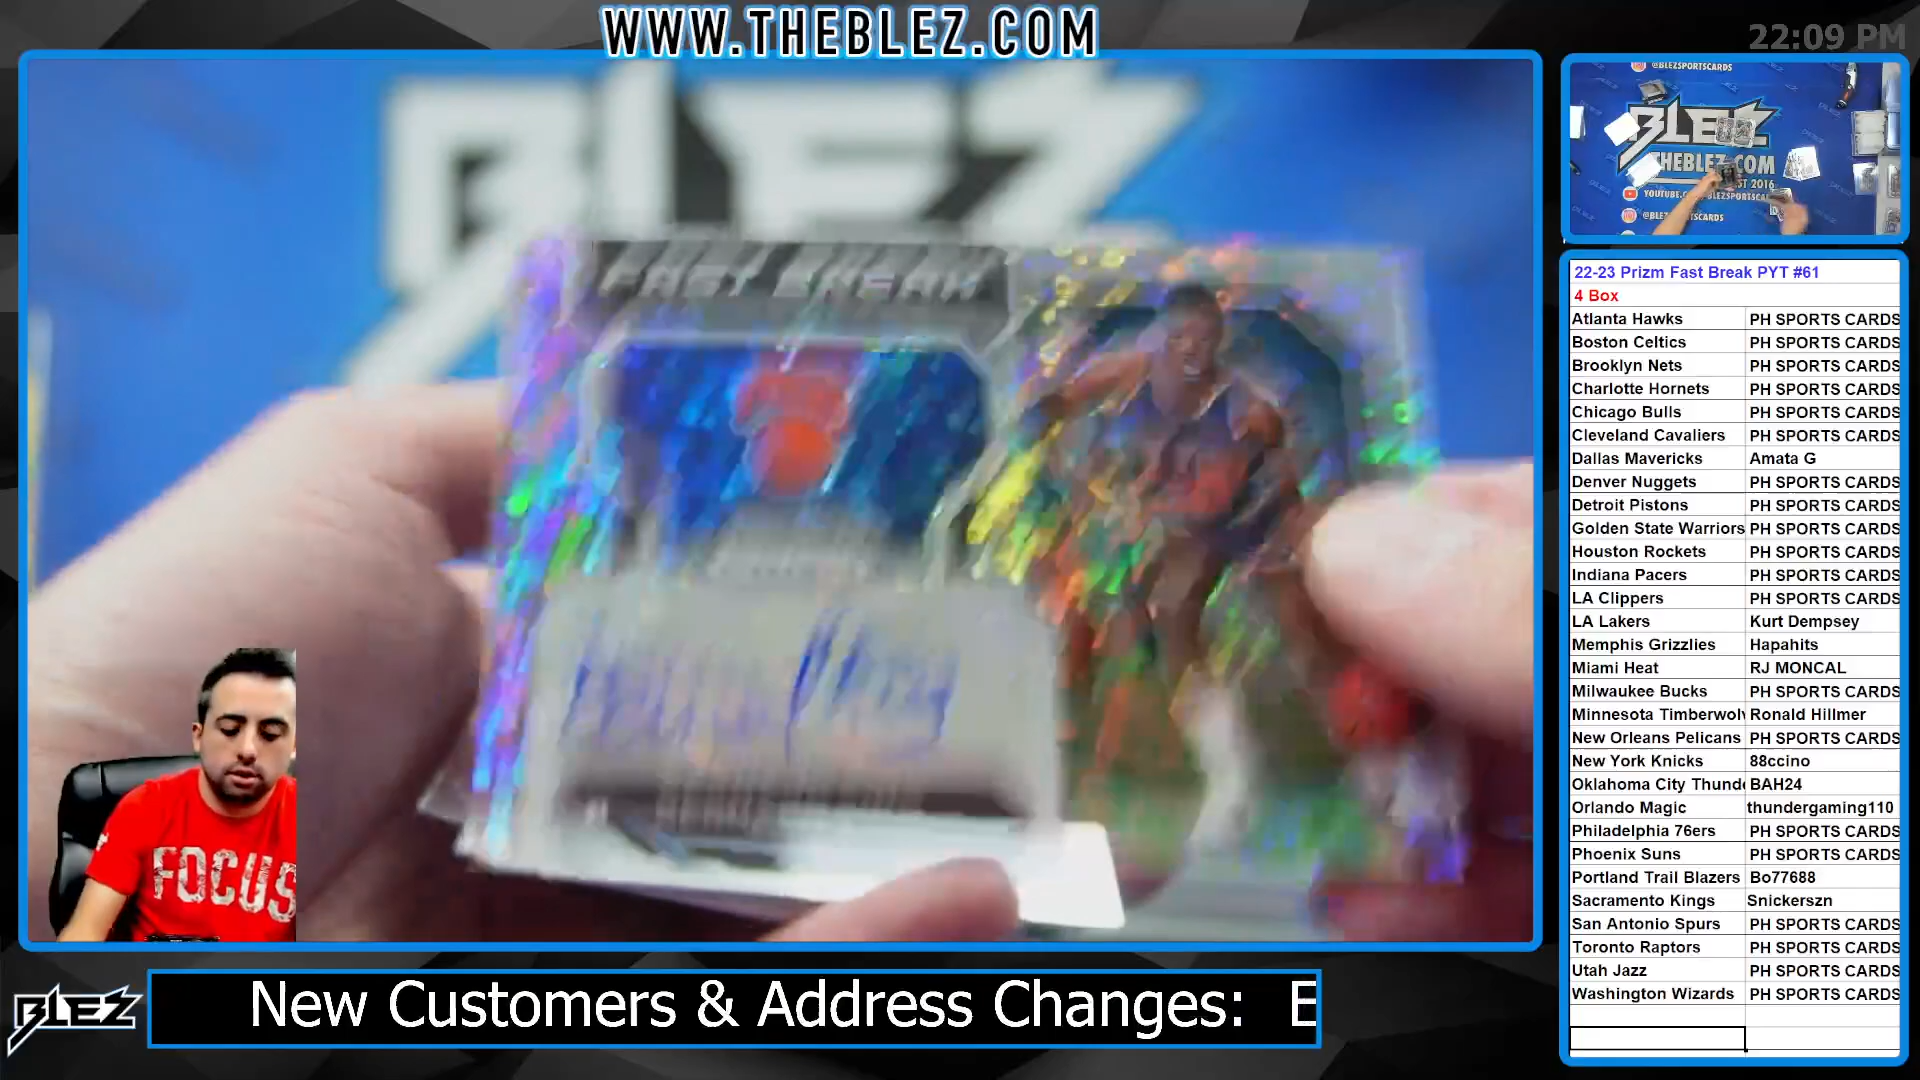 WWW.THEBLEZ.COM
22:09 PM
BLEZ
FAST BREAK
FOCUS
@BLEZSPORTSCARDS
BLEZ
THEBLEZ.COM
22-23 Prizm Fast Break PYT #61
4 Box
Atlanta Hawks PH SPORTS CARDS
Boston Celtics PH SPORTS CARDS
Brooklyn Nets PH SPORTS CARDS
Charlotte Hornets PH SPORTS CARDS
Chicago Bulls PH SPORTS CARDS
Cleveland Cavaliers PH SPORTS CARDS
Dallas Mavericks Amata G
Denver Nuggets PH SPORTS CARDS
Detroit Pistons PH SPORTS CARDS
Golden State Warriors PH SPORTS CARDS
Houston Rockets PH SPORTS CARDS
Indiana Pacers PH SPORTS CARDS
LA Clippers PH SPORTS CARDS
LA Lakers Kurt Dempsey
Memphis Grizzlies Hapahits
Miami Heat RJ MONCAL
Milwaukee Bucks PH SPORTS CARDS
Minnesota Timberwol Ronald Hillmer
New Orleans Pelicans PH SPORTS CARDS
New York Knicks 88ccino
Oklahoma City Thund BAH24
Orlando Magic thundergaming110
Philadelphia 76ers PH SPORTS CARDS
Phoenix Suns PH SPORTS CARDS
Portland Trail Blazers Bo77688
Sacramento Kings Snickerszn
San Antonio Spurs PH SPORTS CARDS
Toronto Raptors PH SPORTS CARDS
Utah Jazz PH SPORTS CARDS
Washington Wizards PH SPORTS CARDS
BLEZ
New Customers & Address Changes: E